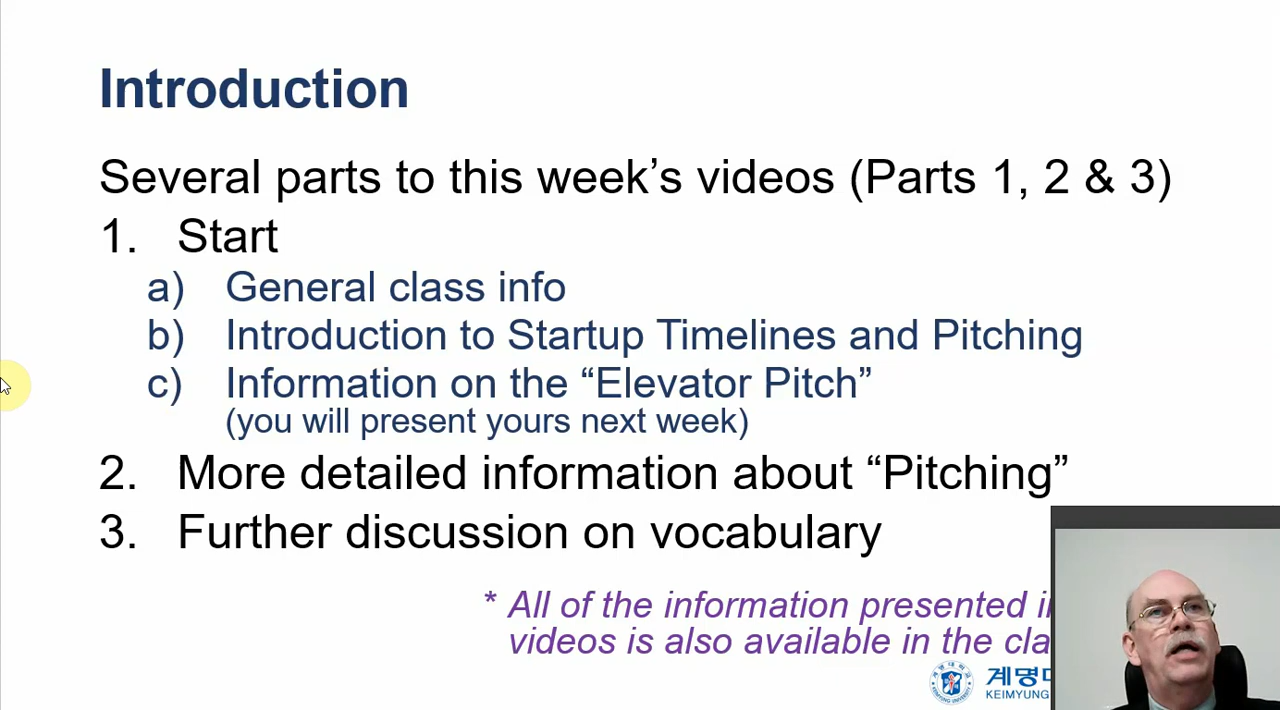 Introduction
Several parts to this week’s videos (Parts 1, 2 & 3)
1. Start
a) General class info
b) Introduction to Startup Timelines and Pitching
c) Information on the “Elevator Pitch”
(you will present yours next week)
2. More detailed information about “Pitching”
3. Further discussion on vocabulary
* All of the information presented
videos is also available in the
계명
KEIMYUNG